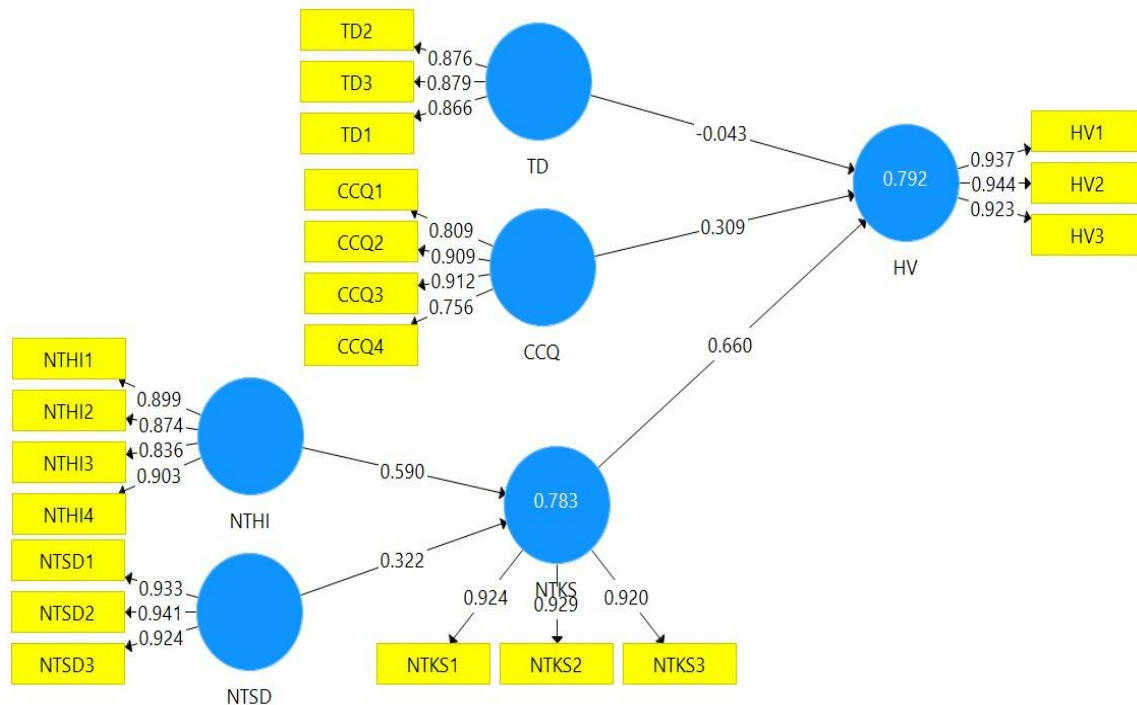 TD2
0.876
TD3
0.879
TD1
0.866
TD
-0.043
HV1
0.937
0.792
0.944
HV2
0.923
HV3
HV
CCQ1
0.809
CCQ2
0.909
CCQ3
0.912
0.756
CCQ4
CCQ
0.309
0.660
NTHI1
0.899
NTHI2
0.874
NTHI3
0.836
0.903
NTHI4
NTHI
0.590
0.783
NTSD1
0.933
NTSD2
0.941
0.924
NTSD3
NTSD
0.322
NTKS
0.924
0.929
0.920
NTKS1
NTKS2
NTKS3